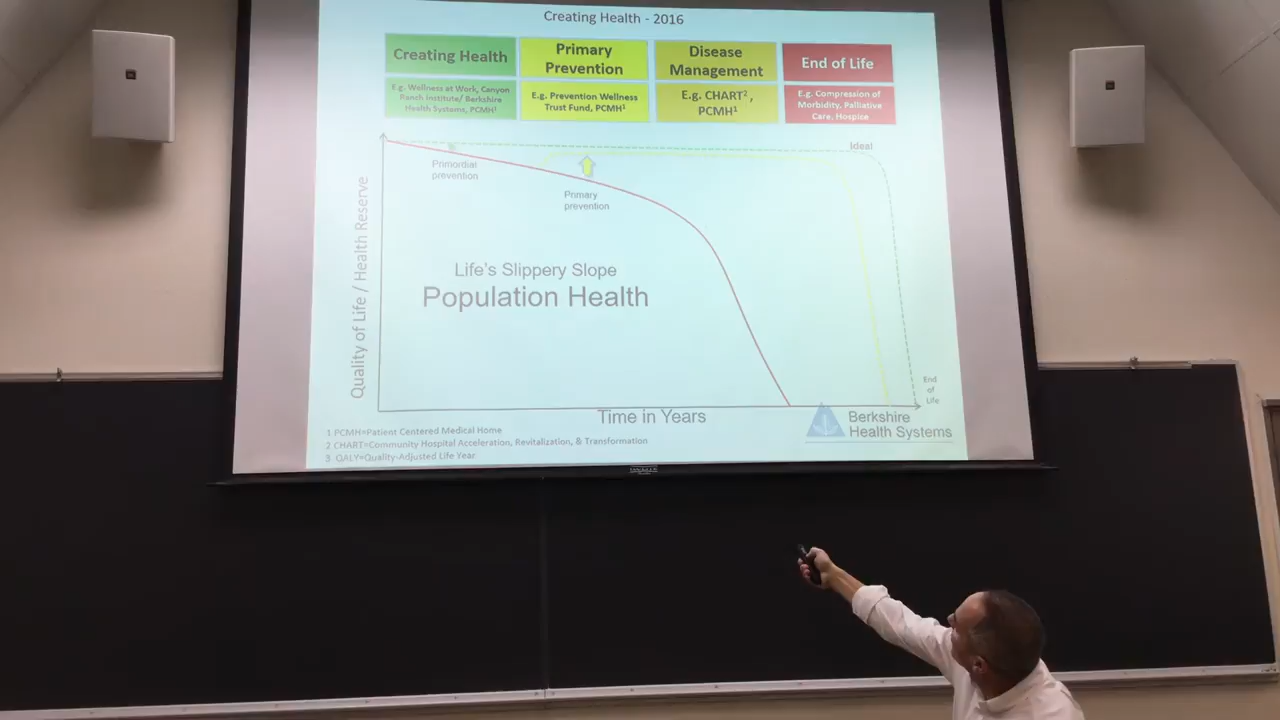 Creating Health - 2016
Creating Health
Primary
Prevention
Disease
Management
End of Life
E.g. Wellness at Work, Canyon
Ranch Institute/ Berkshire
Health Systems, PCMH¹
E.g. Prevention Wellness
Trust Fund, PCMH¹
E.g. CHART² ,
PCMH¹
E.g. Compression of
Morbidity, Palliative
Care, Hospice
Ideal
Primordial
prevention
Primary
prevention
Quality of Life / Health Reserve
Life's Slippery Slope
Population Health
End
of
Life
Time in Years
Berkshire
Health Systems
1 PCMH=Patient Centered Medical Home
2 CHART=Community Hospital Acceleration, Revitalization, & Transformation
3 QALY=Quality-Adjusted Life Year